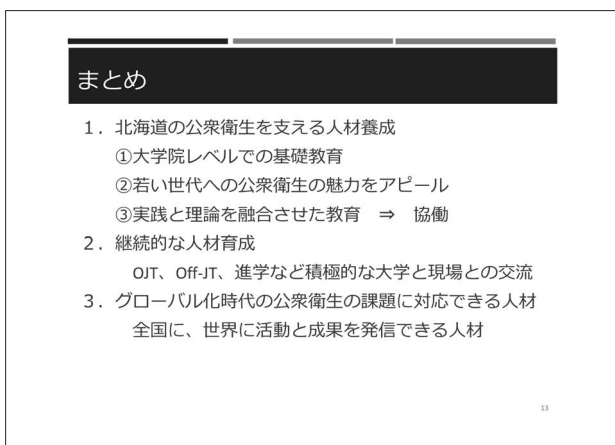 まとめ
1．北海道の公衆衛生を支える人材養成
①大学院レベルでの基礎教育
②若い世代への公衆衛生の魅力をアピール
③実践と理論を融合させた教育　⇒　協働
2．継続的な人材育成
OJT、Off-JT、進学など積極的な大学と現場との交流
3．グローバル化時代の公衆衛生の課題に対応できる人材
全国に、世界に活動と成果を発信できる人材
13